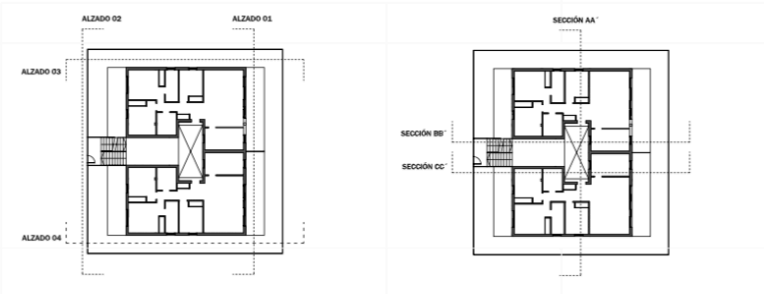 ALZADO 02
ALZADO 01
SECCIÓN AA´
ALZADO 03
SECCIÓN BB´
SECCIÓN CC´
ALZADO 04